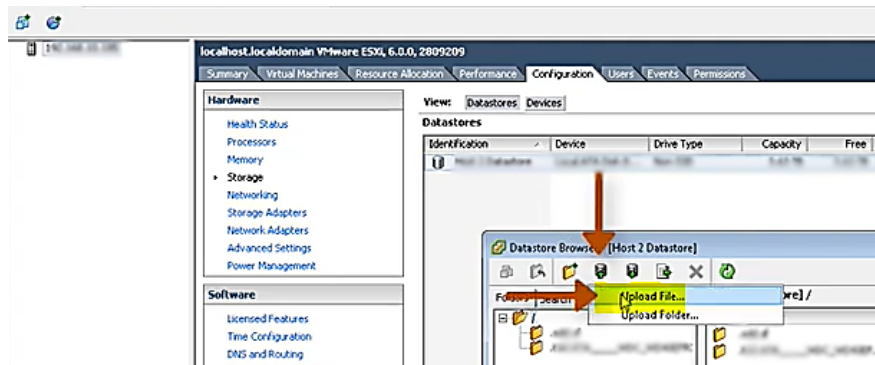 localhost.localdomain VMware ESXi, 6.0.0, 2809209
Summary Virtual Machines Resource Allocation Performance Configuration Users Events Permissions
Hardware
Health Status
Processors
Memory
Storage
Networking
Storage Adapters
Network Adapters
Advanced Settings
Power Management
Software
Licensed Features
Time Configuration
DNS and Routing
View: Datastores Devices
Datastores
Identification Device Drive Type Capacity Free
Datastore Browser [Host 2 Datastore]
Search
Upload File...
Upload Folder...
/